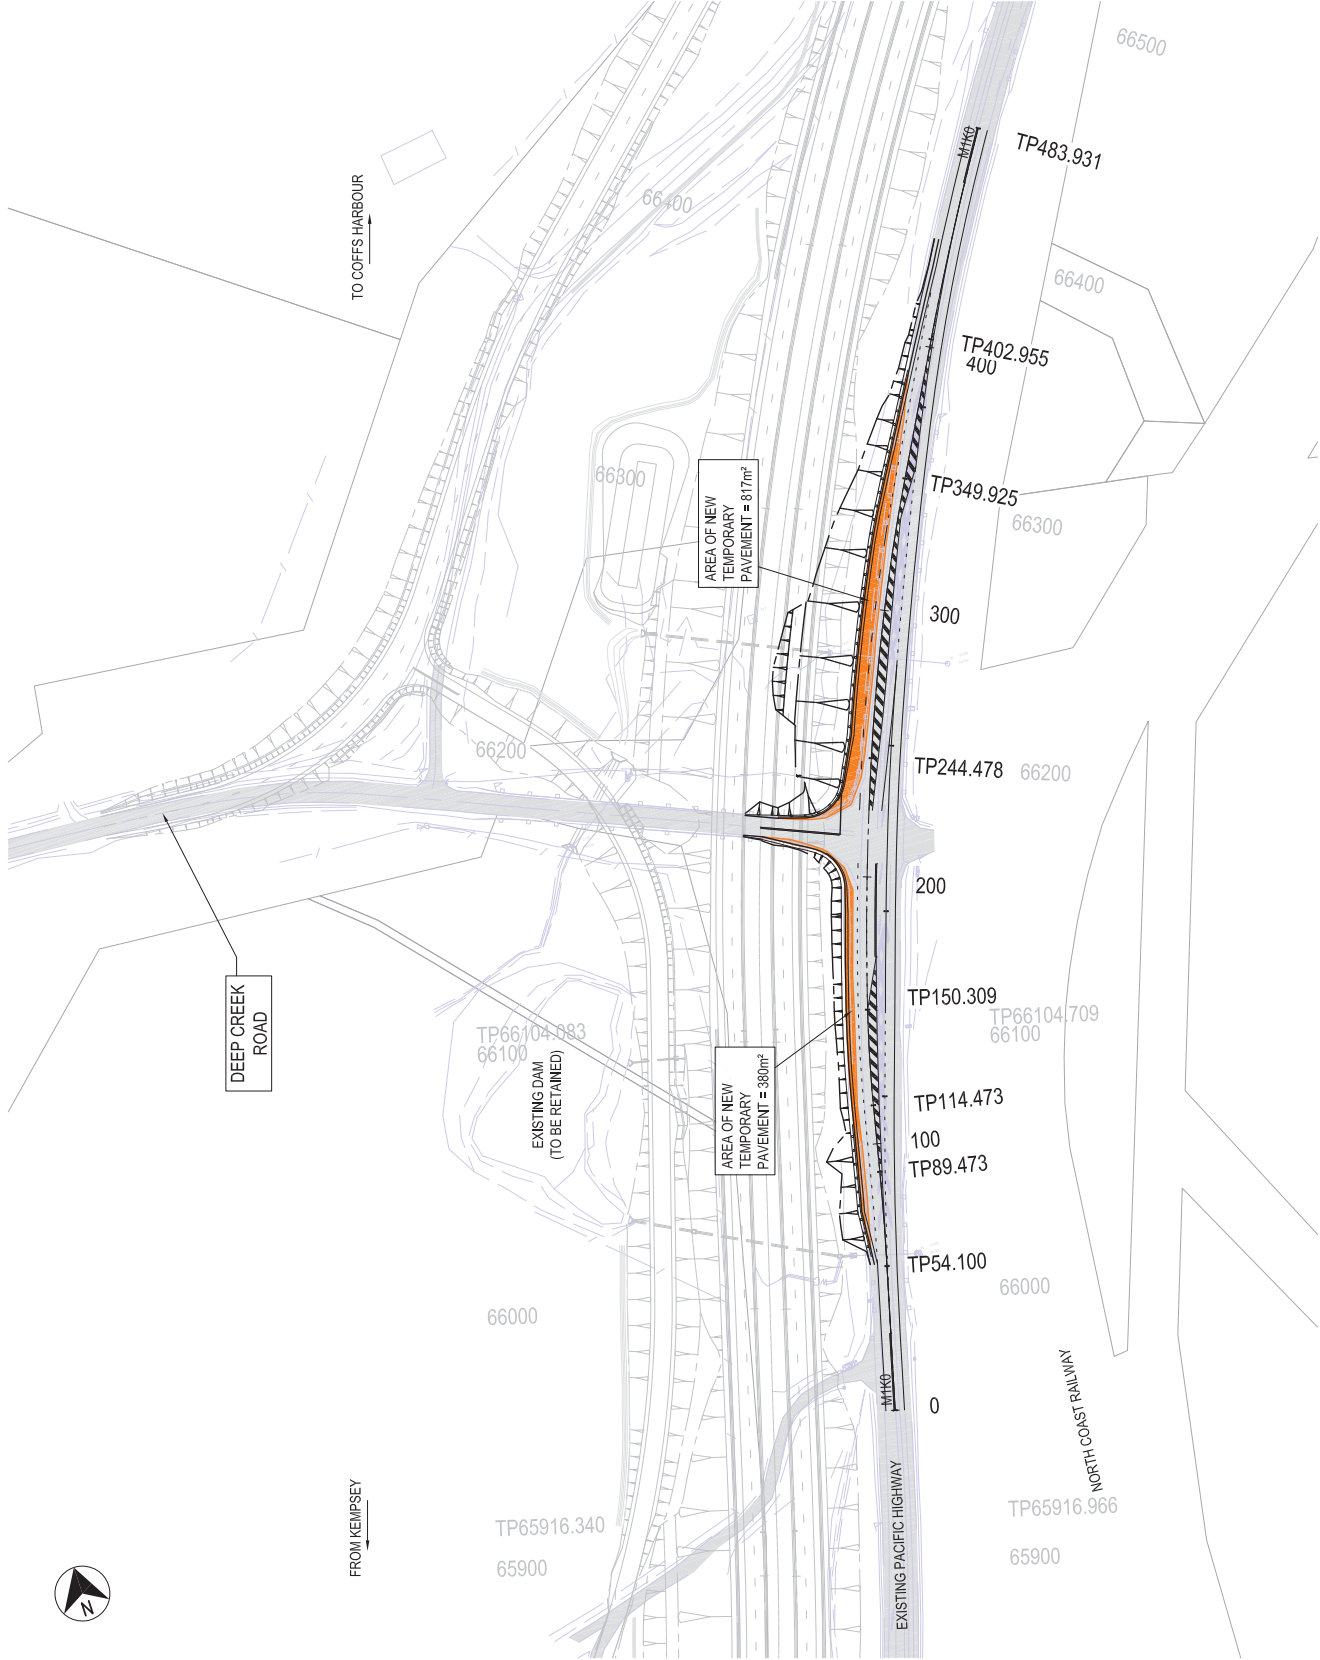 66500
M1K0
TP483.931
TO COFFS HARBOUR
66400
66400
TP402.955
400
66300
AREA OF NEW
TEMPORARY
PAVEMENT = 817m²
TP349.925
66300
300
66200
TP244.478
66200
200
DEEP CREEK
ROAD
TP150.309
TP66104.083
66100
TP66104.709
66100
EXISTING DAM
(TO BE RETAINED)
AREA OF NEW
TEMPORARY
PAVEMENT = 380m²
TP114.473
100
TP89.473
TP54.100
66000
66000
M1K0
0
NORTH COAST RAILWAY
FROM KEMPSEY
EXISTING PACIFIC HIGHWAY
TP65916.340
TP65916.966
65900
65900
N